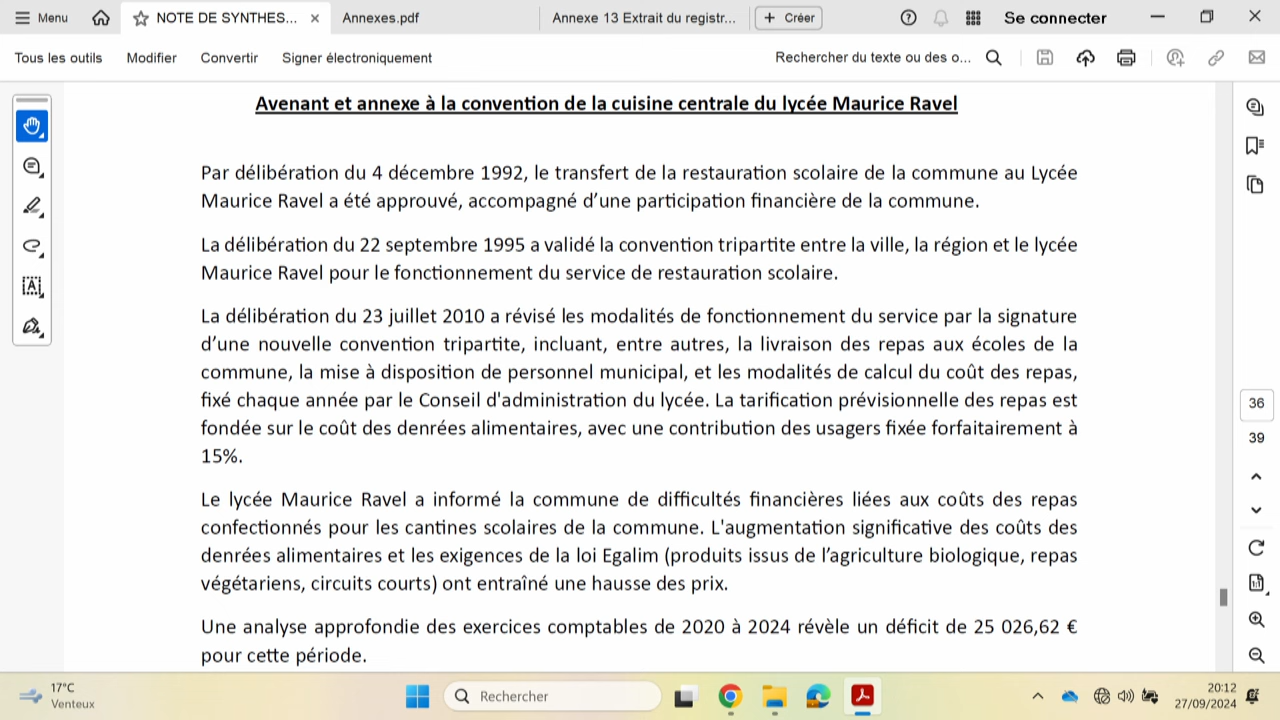 Menu
NOTE DE SYNTHES...
Annexes.pdf
Annexe 13 Extrait du registr...
+ Créer
Se connecter
Tous les outils
Modifier
Convertir
Signer électroniquement
Rechercher du texte ou des o...
Avenant et annexe à la convention de la cuisine centrale du lycée Maurice Ravel
Par délibération du 4 décembre 1992, le transfert de la restauration scolaire de la commune au Lycée
Maurice Ravel a été approuvé, accompagné d’une participation financière de la commune.
La délibération du 22 septembre 1995 a validé la convention tripartite entre la ville, la région et le lycée
Maurice Ravel pour le fonctionnement du service de restauration scolaire.
La délibération du 23 juillet 2010 a révisé les modalités de fonctionnement du service par la signature
d’une nouvelle convention tripartite, incluant, entre autres, la livraison des repas aux écoles de la
commune, la mise à disposition de personnel municipal, et les modalités de calcul du coût des repas,
fixé chaque année par le Conseil d'administration du lycée. La tarification prévisionnelle des repas est
fondée sur le coût des denrées alimentaires, avec une contribution des usagers fixée forfaitairement à
15%.
Le lycée Maurice Ravel a informé la commune de difficultés financières liées aux coûts des repas
confectionnés pour les cantines scolaires de la commune. L'augmentation significative des coûts des
denrées alimentaires et les exigences de la loi Egalim (produits issus de l’agriculture biologique, repas
végétariens, circuits courts) ont entraîné une hausse des prix.
Une analyse approfondie des exercices comptables de 2020 à 2024 révèle un déficit de 25 026,62 €
pour cette période.
36
39
1:1
17°C
Venteux
Rechercher
20:12
27/09/2024